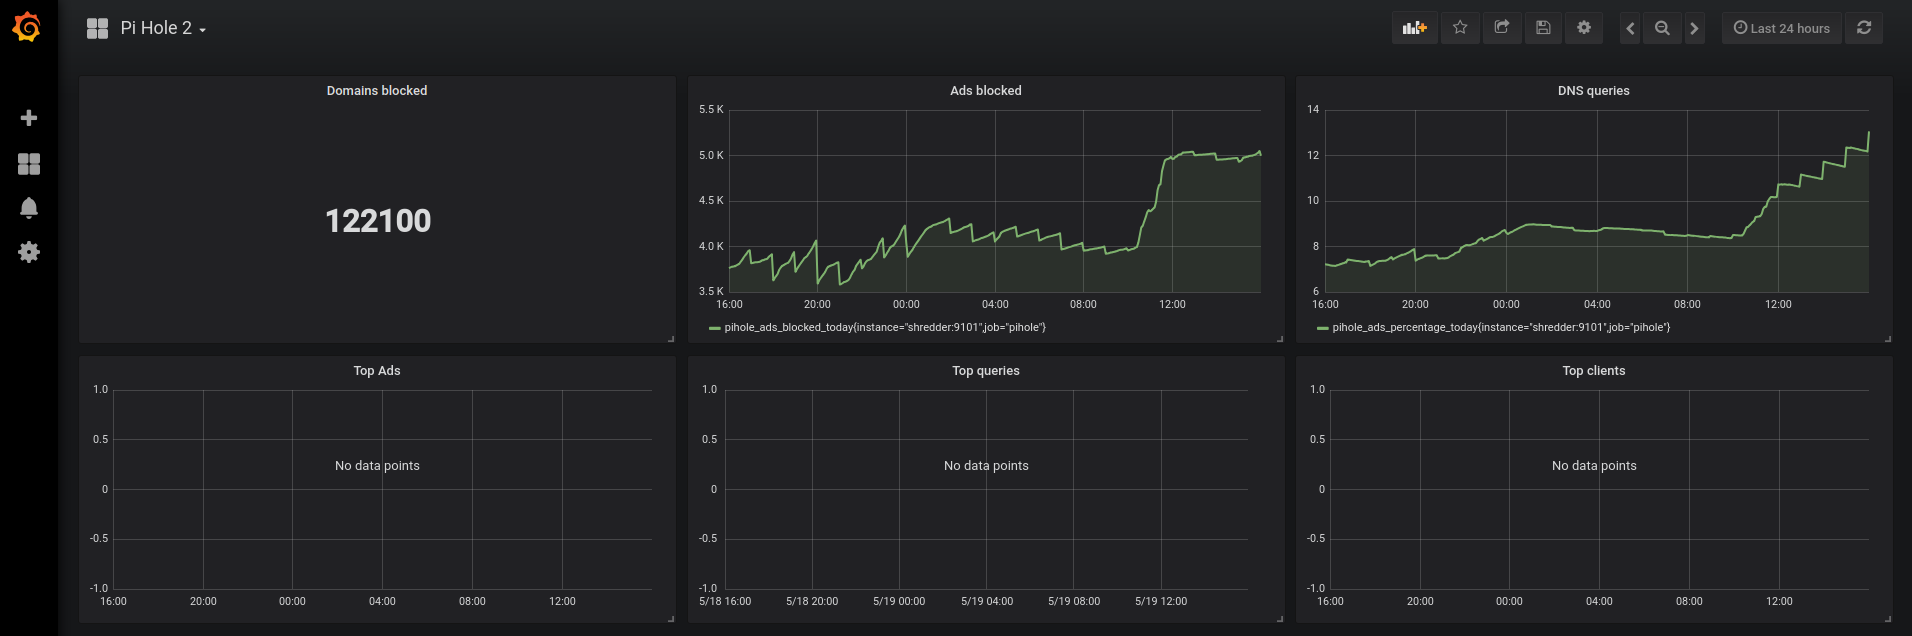 Pi Hole 2
Last 24 hours
Domains blocked
122100
Ads blocked
5.5 K
5.0 K
4.5 K
4.0 K
3.5 K
16:00 20:00 00:00 04:00 08:00 12:00
pihole_ads_blocked_today{instance="shredder:9101",job="pihole"}
DNS queries
14
12
10
8
6
16:00 20:00 00:00 04:00 08:00 12:00
pihole_ads_percentage_today{instance="shredder:9101",job="pihole"}
Top Ads
1.0
0.5
No data points
0
-0.5
-1.0
16:00 20:00 00:00 04:00 08:00 12:00
Top queries
1.0
0.5
No data points
0
-0.5
-1.0
5/18 16:00 5/18 20:00 5/19 00:00 5/19 04:00 5/19 08:00 5/19 12:00
Top clients
1.0
0.5
No data points
0
-0.5
-1.0
16:00 20:00 00:00 04:00 08:00 12:00